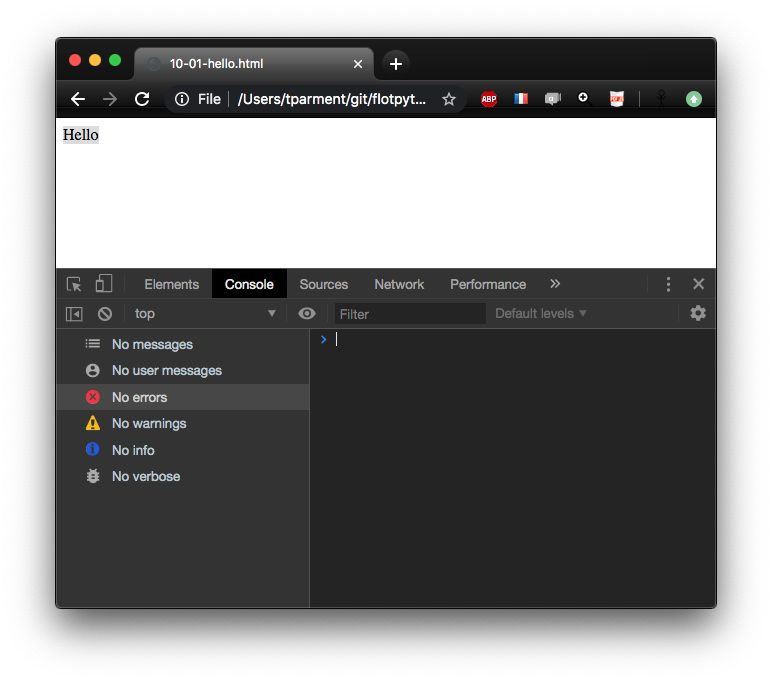 10-01-hello.html
File /Users/tparment/git/flotpyt...
ABP
Hello
Elements Console Sources Network Performance
top Filter Default levels
No messages
No user messages
No errors
No warnings
No info
No verbose